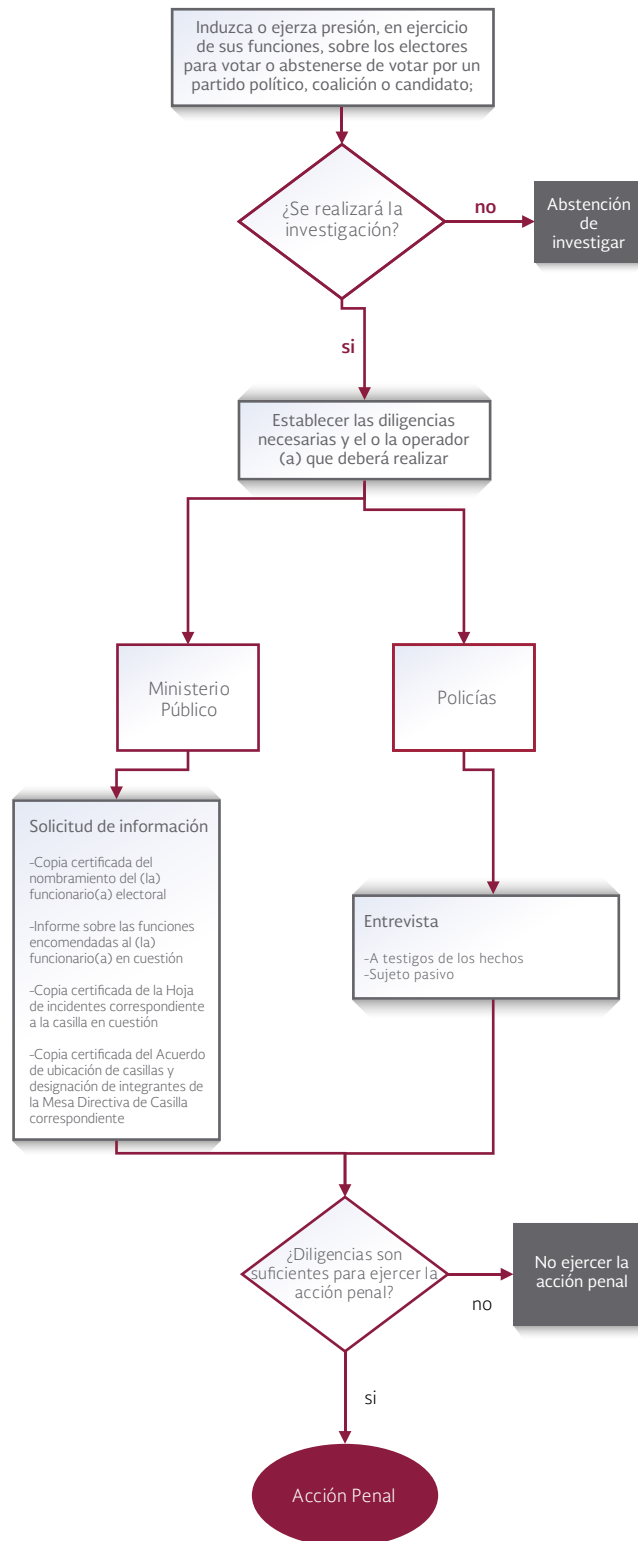 Induzca o ejerza presión, en ejercicio
de sus funciones, sobre los electores
para votar o abstenerse de votar por un
partido político, coalición o candidato;
¿Se realizará la
investigación?
no
Abstención
de
investigar
si
Establecer las diligencias
necesarias y el o la operador
(a) que deberá realizar
Ministerio
Público
Policías
Solicitud de información
-Copia certificada del
nombramiento del (la)
funcionario(a) electoral
-Informe sobre las funciones
encomendadas al (la)
funcionario(a) en cuestión
-Copia certificada de la Hoja
de incidentes correspondiente
a la casilla en cuestión
-Copia certificada del Acuerdo
de ubicación de casillas y
designación de integrantes de
la Mesa Directiva de Casilla
correspondiente
Entrevista
-A testigos de los hechos
-Sujeto pasivo
¿Diligencias son
suficientes para ejercer la
acción penal?
no
No ejercer la
acción penal
si
Acción Penal